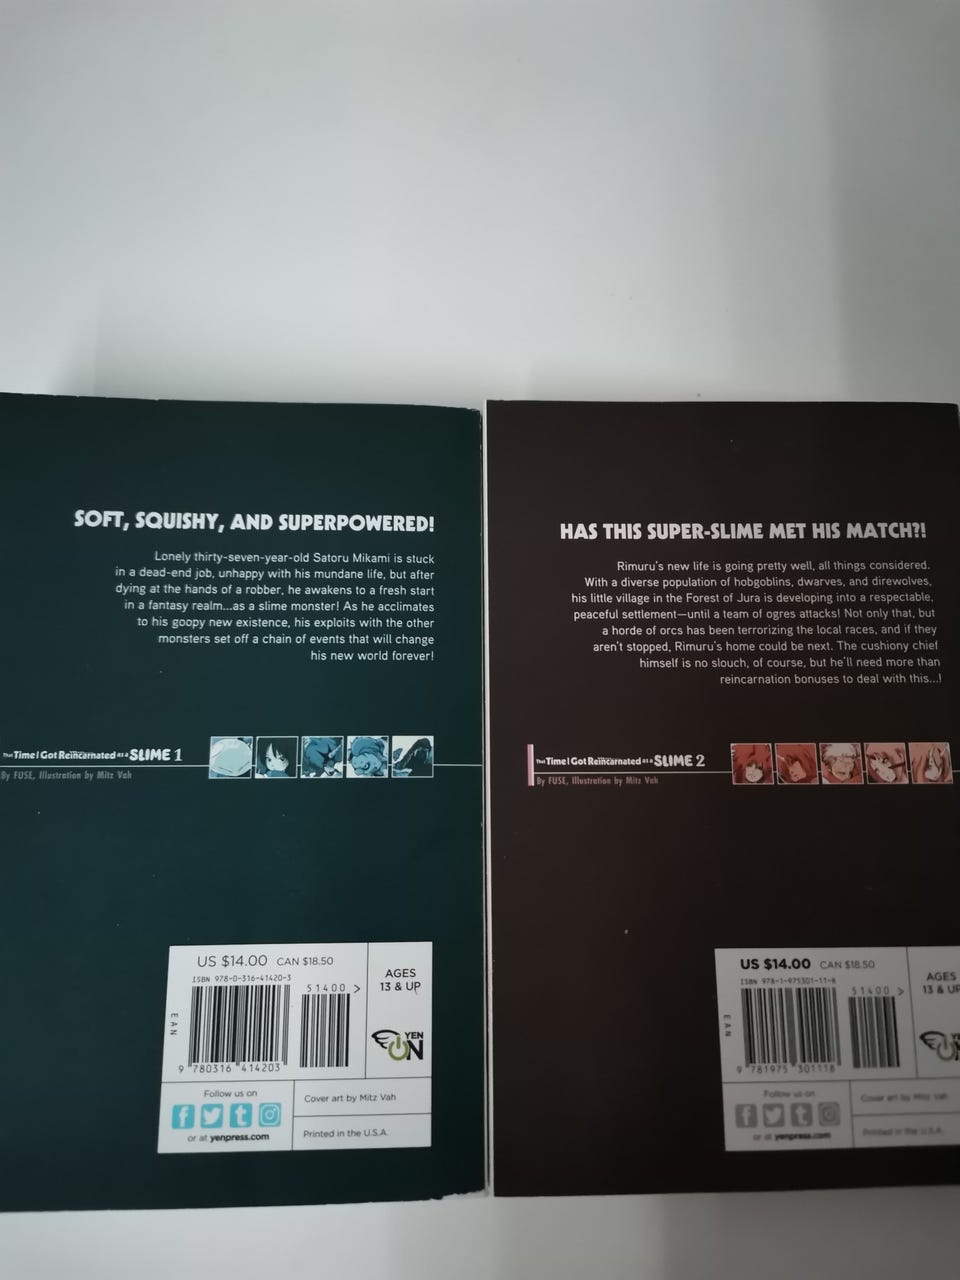 SOFT, SQUISHY, AND SUPERPOWERED!
Lonely thirty-seven-year-old Satoru Mikami is stuck
in a dead-end job, unhappy with his mundane life, but after
dying at the hands of a robber, he awakens to a fresh start
in a fantasy realm...as a slime monster! As he acclimates
to his goopy new existence, his exploits with the other
monsters set off a chain of events that will change
his new world forever!
That Time I Got Reincarnated as a SLIME 1
By FUSE, Illustration by Mitz Vah
US $14.00 CAN $18.50
ISBN 978-0-316-41420-3
51400 >
EAN
9 780316 414203
AGES
13 & UP
YEN
ON
Follow us on
or at yenpress.com
Cover art by Mitz Vah
Printed in the U.S.A.
HAS THIS SUPER-SLIME MET HIS MATCH?!
Rimuru's new life is going pretty well, all things considered.
With a diverse population of hobgoblins, dwarves, and direwolves,
his little village in the Forest of Jura is developing into a respectable,
peaceful settlement—until a team of ogres attacks! Not only that, but
a horde of orcs has been terrorizing the local races, and if they
aren't stopped, Rimuru's home could be next. The cushiony chief
himself is no slouch, of course, but he'll need more than
reincarnation bonuses to deal with this...!
That Time I Got Reincarnated as a SLIME 2
By FUSE, Illustration by Mitz Vah
US $14.00 CAN $18.50
ISBN 978-1-975301-11-8
51400 >
EAN
9 781975 301118
AGES
13 & UP
YEN
ON
Follow us on
or at yenpress.com
Cover art by Mitz Vah
Printed in the U.S.A.